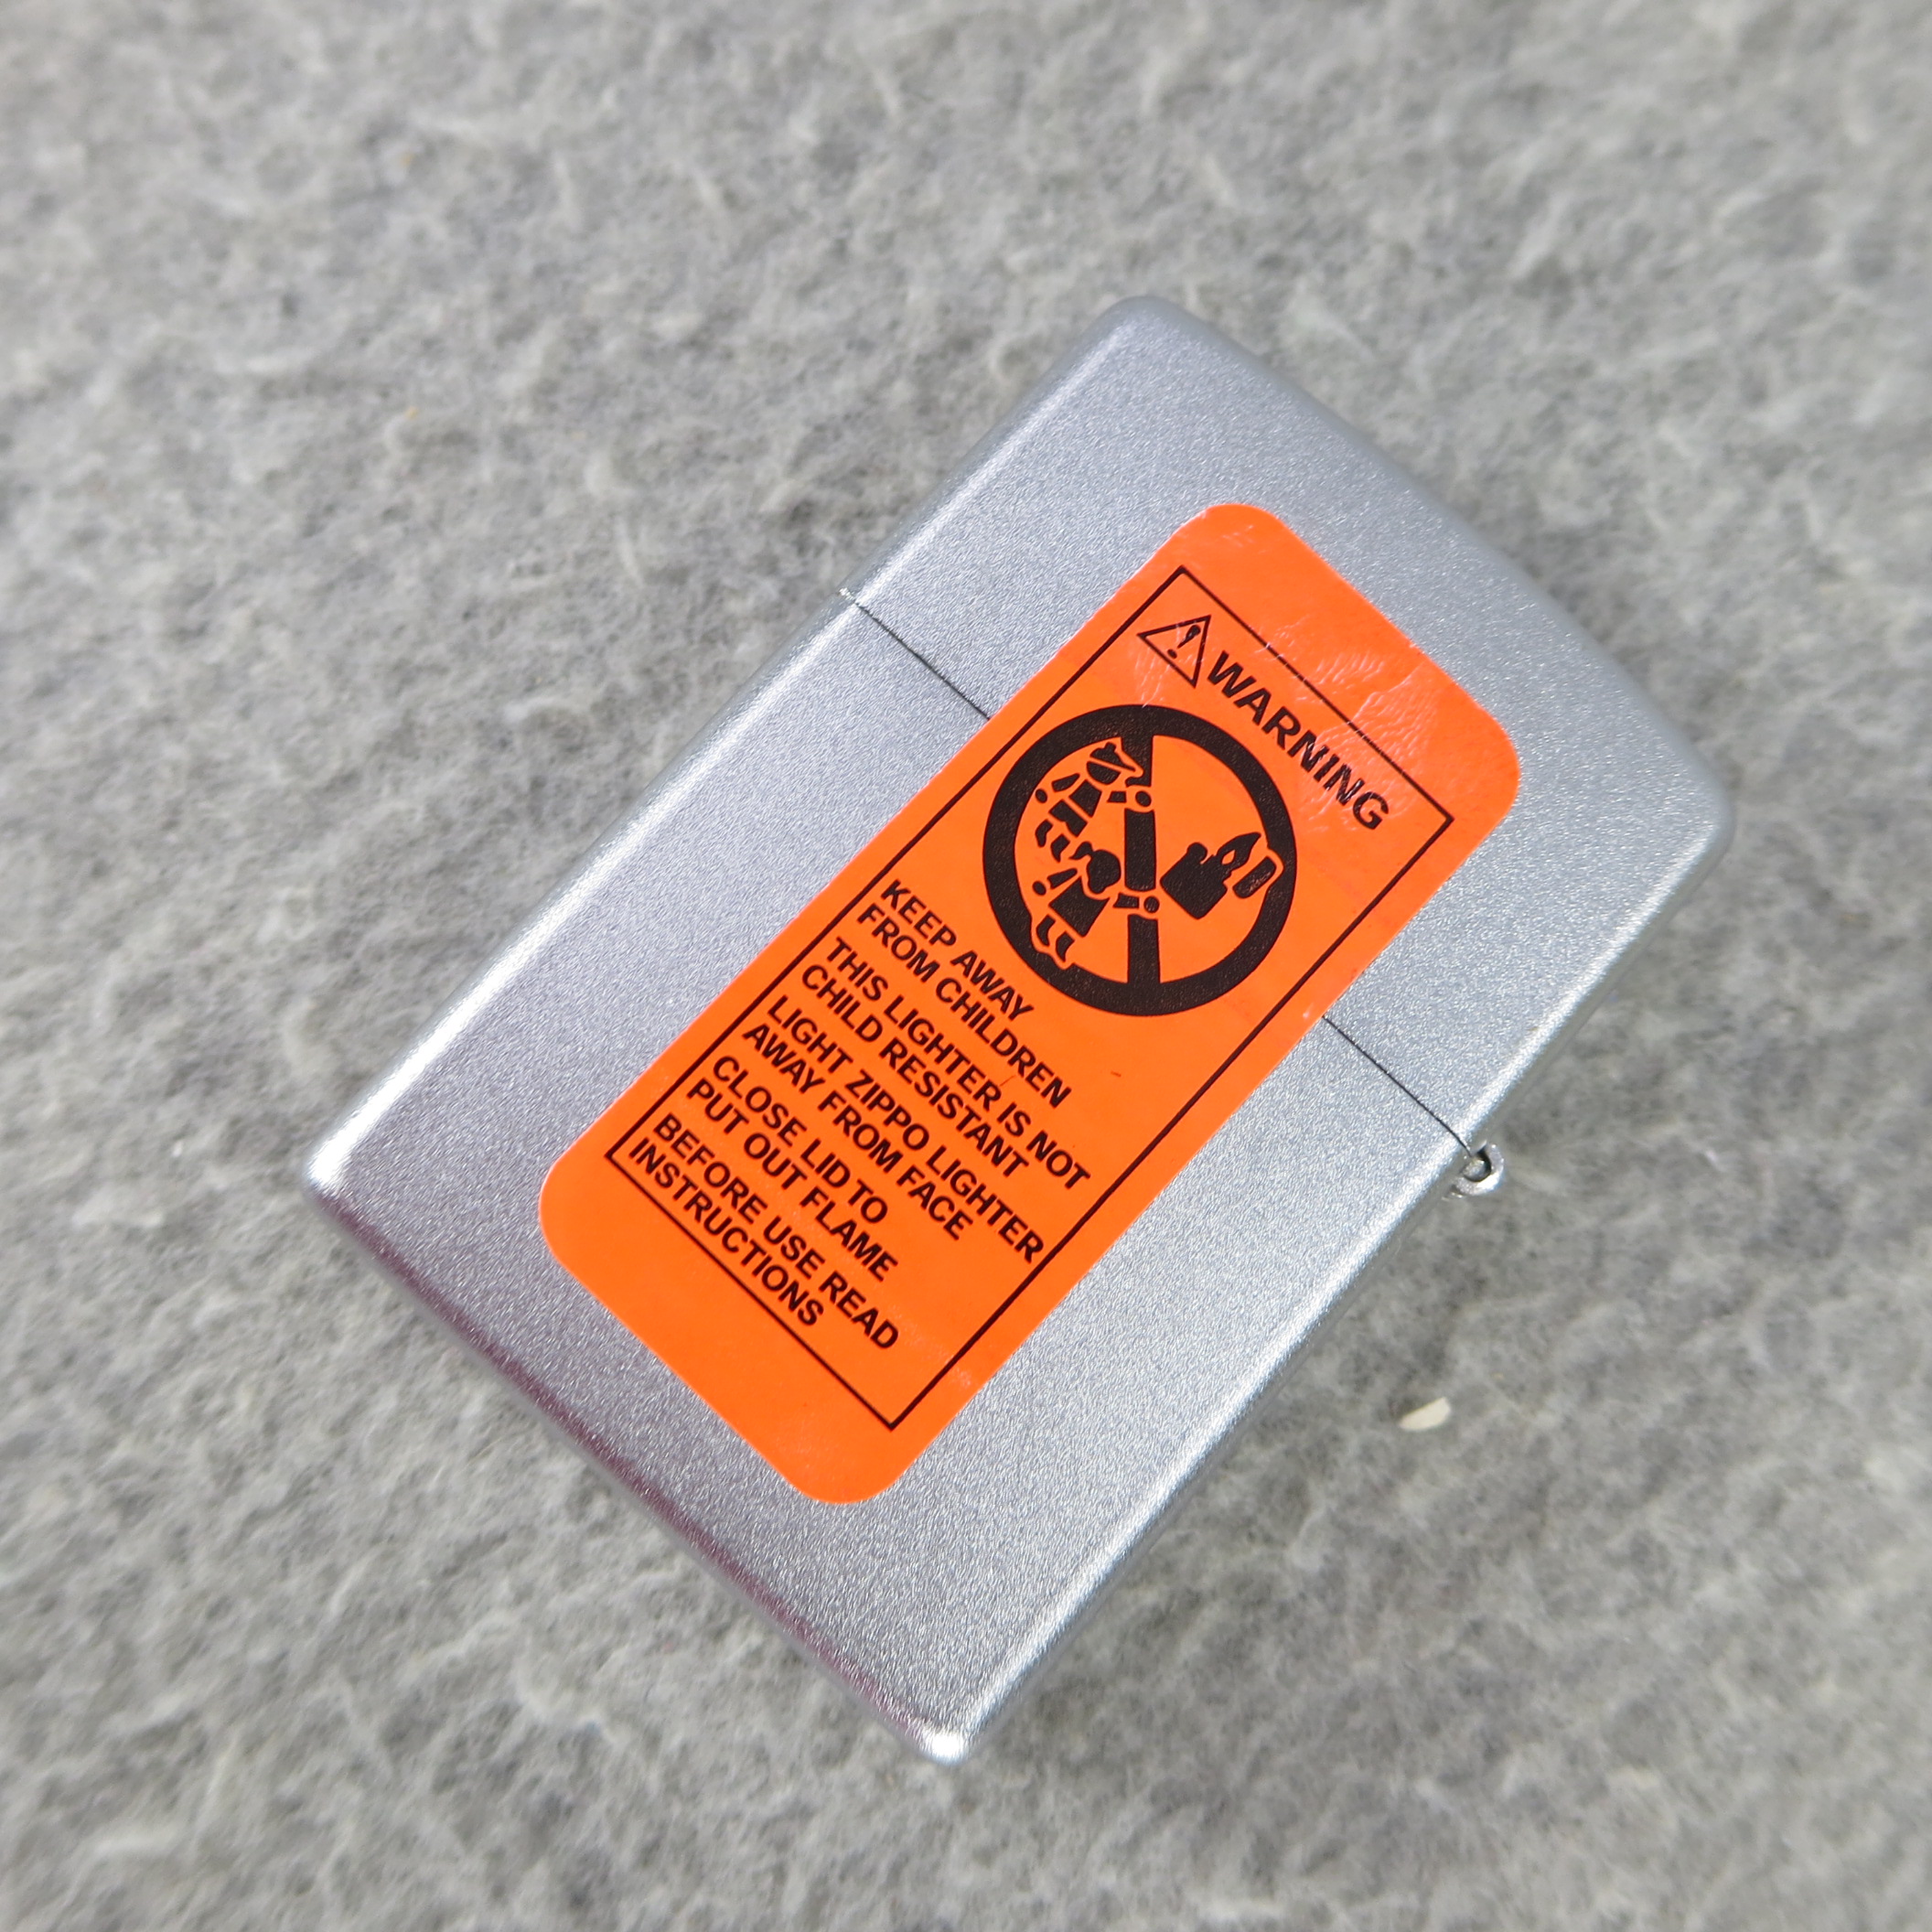 WARNING
KEEP AWAY
FROM CHILDREN
THIS LIGHTER IS NOT
CHILD RESISTANT
LIGHT ZIPPO LIGHTER
AWAY FROM FACE
CLOSE LID TO
PUT OUT FLAME
BEFORE USE READ
INSTRUCTIONS